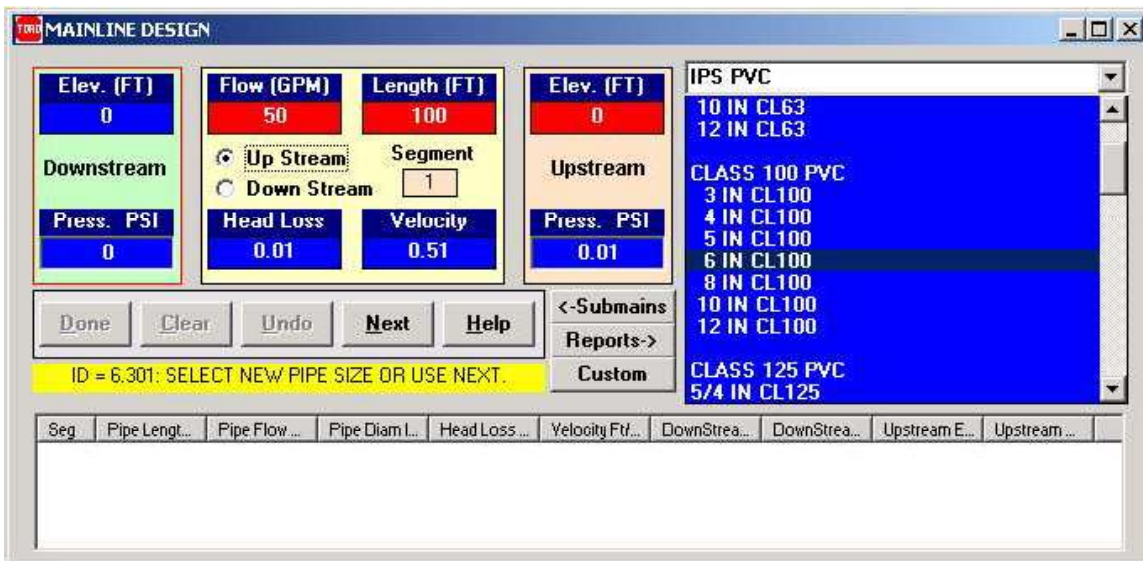 TORO MAINLINE DESIGN
Elev. (FT)
0
Downstream
Press. PSI
0
Flow (GPM) Length (FT)
50 100
Up Stream Segment
Down Stream 1
Head Loss Velocity
0.01 0.51
Elev. (FT)
0
Upstream
Press. PSI
0.01
Done Clear Undo Next Help
<-Submains
Reports->
Custom
ID = 6.301: SELECT NEW PIPE SIZE OR USE NEXT.
IPS PVC
10 IN CL63
12 IN CL63
CLASS 100 PVC
3 IN CL100
4 IN CL100
5 IN CL100
6 IN CL100
8 IN CL100
10 IN CL100
12 IN CL100
CLASS 125 PVC
5/4 IN CL125
Seg Pipe Lengt... Pipe Flow ... Pipe Diam I... Head Loss ... Velocity Ft/... DownStrea... DownStrea... Upstream E... Upstream ...